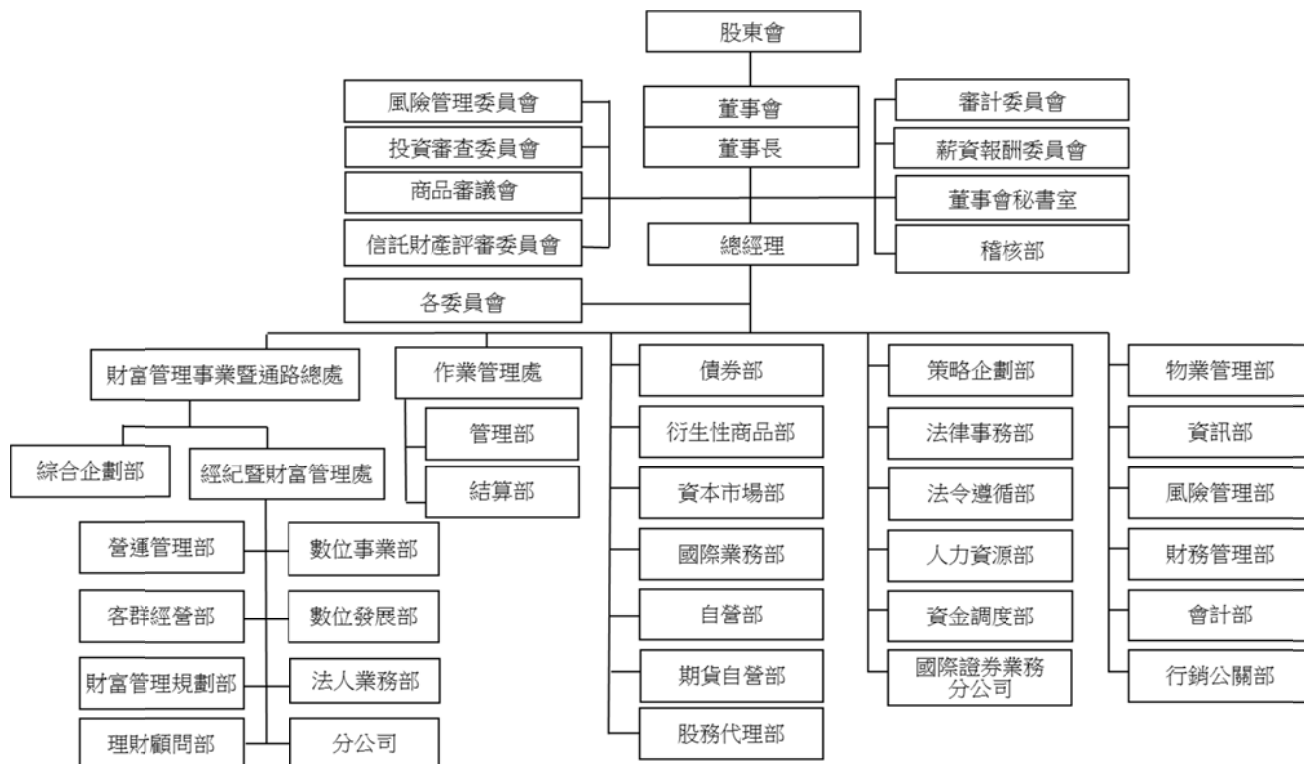 股東會
風險管理委員會
董事會
審計委員會
投資審查委員會
董事長
薪資報酬委員會
商品審議會
董事會秘書室
信託財產評審委員會
總經理
稽核部
各委員會
財富管理事業暨通路總處
作業管理處
債券部
策略企劃部
物業管理部
管理部
衍生性商品部
法律事務部
資訊部
綜合企劃部
經紀暨財富管理處
結算部
資本市場部
法令遵循部
風險管理部
營運管理部
數位事業部
國際業務部
人力資源部
財務管理部
客群經營部
數位發展部
自營部
資金調度部
會計部
財富管理規劃部
法人業務部
期貨自營部
國際證券業務
分公司
行銷公關部
理財顧問部
分公司
股務代理部